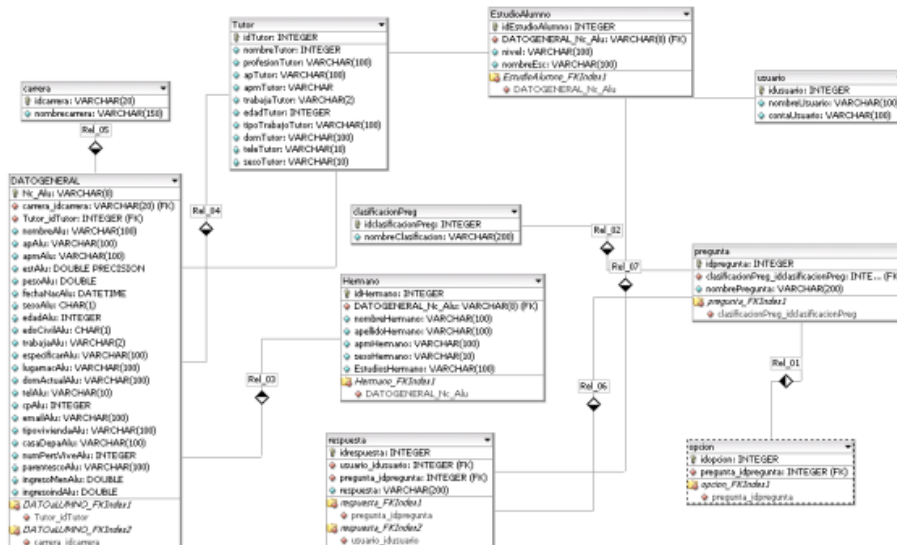 Tutor
idTutor: INTEGER
nombreTutor: INTEGER
profesionTutor: VARCHAR(100)
apTutor: VARCHAR(100)
apmTutor: VARCHAR
trabajaTutor: VARCHAR(2)
edadTutor: INTEGER
tipoTrabajoTutor: VARCHAR(100)
domTutor: VARCHAR(100)
teleTutor: VARCHAR(10)
sexoTutor: VARCHAR(10)
EstudioAlumno
idEstudioAlumno: INTEGER
DATOGENERAL_Nc_Alu: VARCHAR(8) (FK)
nivel: VARCHAR(100)
nombreEsc: VARCHAR(100)
EstudioAlumno_FKIndex1
DATOGENERAL_Nc_Alu
usuario
idusuario: INTEGER
nombreUsuario: VARCHAR(100)
contaUsuario: VARCHAR(100)
carrera
idcarrera: VARCHAR(20)
nombrecarrera: VARCHAR(150)
Rel_05
DATOGENERAL
Nc_Alu: VARCHAR(8)
carrera_idcarrera: VARCHAR(20) (FK)
Tutor_idTutor: INTEGER (FK)
nombreAlu: VARCHAR(100)
apAlu: VARCHAR(100)
apmAlu: VARCHAR(100)
estAlu: DOUBLE PRECISION
pesoAlu: DOUBLE
fechaNacAlu: DATETIME
sexoAlu: CHAR(1)
edadAlu: INTEGER
edoCivilAlu: CHAR(1)
trabajaAlu: VARCHAR(2)
especificarAlu: VARCHAR(100)
lugarnacAlu: VARCHAR(100)
domActualAlu: VARCHAR(100)
telAlu: VARCHAR(10)
cpAlu: INTEGER
emailAlu: VARCHAR(100)
tipoviviendaAlu: VARCHAR(100)
casaDepaAlu: VARCHAR(100)
numPersViveAlu: INTEGER
parentescoAlu: VARCHAR(100)
ingresoMenAlu: DOUBLE
ingresoindAlu: DOUBLE
DATOaLUMNO_FKIndex1
Tutor_idTutor
DATOaLUMNO_FKIndex2
carrera_idcarrera
Rel_04
clasificacionPreg
idclasificacionPreg: INTEGER
nombreClasificacion: VARCHAR(200)
Rel_02
Rel_07
pregunta
idpregunta: INTEGER
clasificacionPreg_idclasificacionPreg: INTE... (FK)
nombrePregunta: VARCHAR(200)
pregunta_FKIndex1
clasificacionPreg_idclasificacionPreg
Hermano
idHermano: INTEGER
DATOGENERAL_Nc_Alu: VARCHAR(8) (FK)
nombreHermano: VARCHAR(100)
apellidoHermano: VARCHAR(100)
apmHermano: VARCHAR(100)
sexoHermano: VARCHAR(10)
EstudiosHermano: VARCHAR(100)
Hermano_FKIndex1
DATOGENERAL_Nc_Alu
Rel_03
Rel_06
Rel_01
respuesta
idrespuesta: INTEGER
usuario_idusuario: INTEGER (FK)
pregunta_idpregunta: INTEGER (FK)
respuesta: VARCHAR(200)
respuesta_FKIndex1
pregunta_idpregunta
respuesta_FKIndex2
usuario_idusuario
opcion
idopcion: INTEGER
pregunta_idpregunta: INTEGER (FK)
opcion_FKIndex1
pregunta_idpregunta